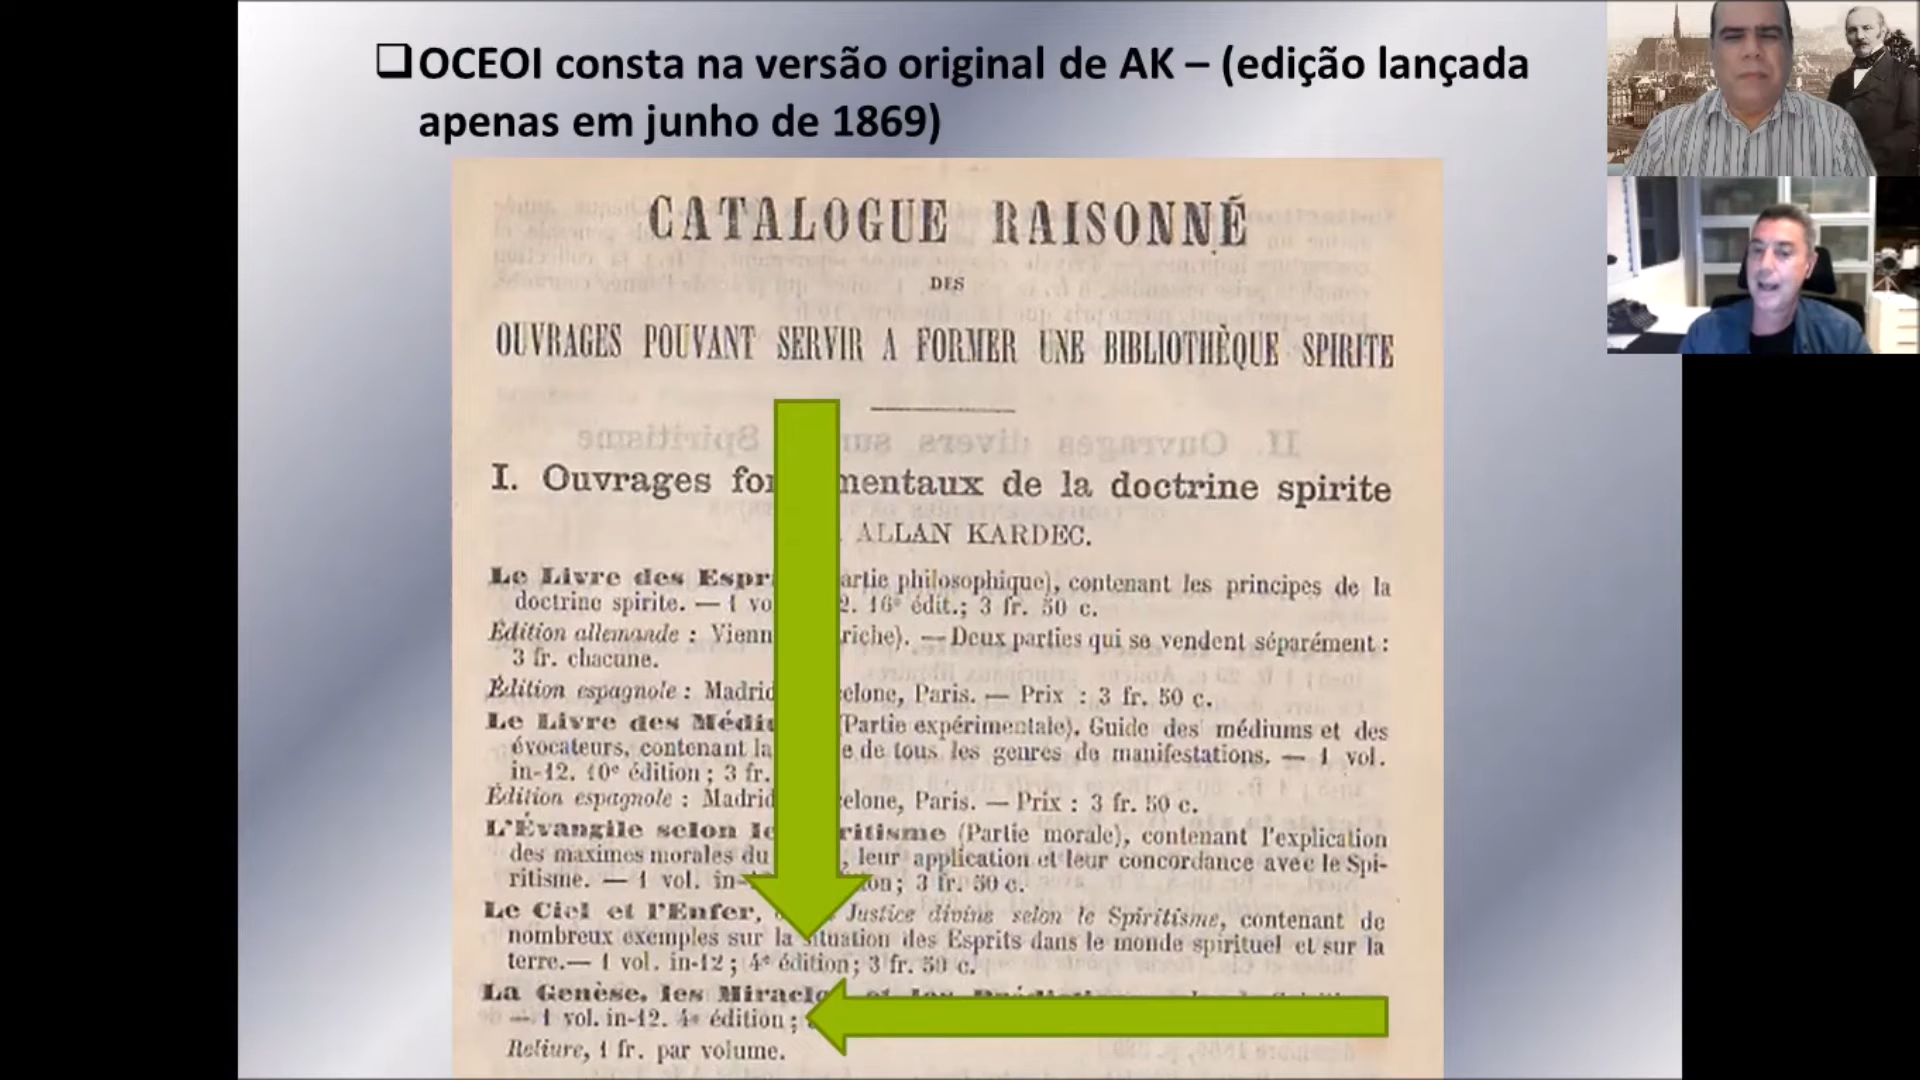 ❑OCEOI consta na versão original de AK – (edição lançada
apenas em junho de 1869)
CATALOGUE RAISONNÉ
DES
OUVRAGES POUVANT SERVIR A FORMER UNE BIBLIOTHÈQUE SPIRITE
II. Ouvrages divers sur Spiritisme
I. Ouvrages fo mentaux de la doctrine spirite
ALLAN KARDEC.
Le Livre des Espr artie philosophique), contenant les principes de la
doctrine spirite. — 1 vo 2. 16e édit.; 3 fr. 50 c.
Édition allemande : Vienn riche). — Deux parties qui se vendent séparément :
3 fr. chacune.
Édition espagnole : Madrid elone, Paris. — Prix : 3 fr. 50 c.
Le Livre des Médiu (Partie expérimentale). Guide des médiums et des
évocateurs, contenant la e de tous les genres de manifestations. — 1 vol.
in-12. 10e édition ; 3 fr.
Édition espagnole : Madrid elone, Paris. — Prix : 3 fr. 50 c.
L'Évangile selon le ritisme (Partie morale), contenant l'explication
des maximes morales du , leur application et leur concordance avec le Spi-
ritisme. — 1 vol. in- on ; 3 fr. 50 c.
Le Ciel et l'Enfer, Justice divine selon le Spiritisme, contenant de
nombreux exemples sur la situation des Esprits dans le monde spirituel et sur la
terre.— 1 vol. in-12 ; 4e édition; 3 fr. 50 c.
La Genèse, les Miracle
— 1 vol. in-12. 4e édition ;
Reliure, 1 fr. par volume.